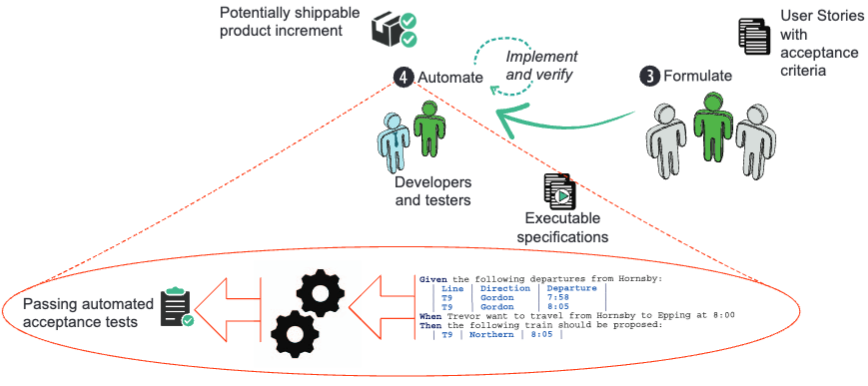 Potentially shippable
product increment
User Stories
with
acceptance
criteria
Implement
and verify
4 Automate
3 Formulate
Developers
and testers
Executable
specifications
Passing automated
acceptance tests
Given the following departures from Hornsby:
| Line | Direction | Departure |
| T9 | Gordon | 7:58
| T9 | Gordon | 8:05
When Trevor want to travel from Hornsby to Epping at 8:00
Then the following train should be proposed:
| T9 | Northern | 8:05 |